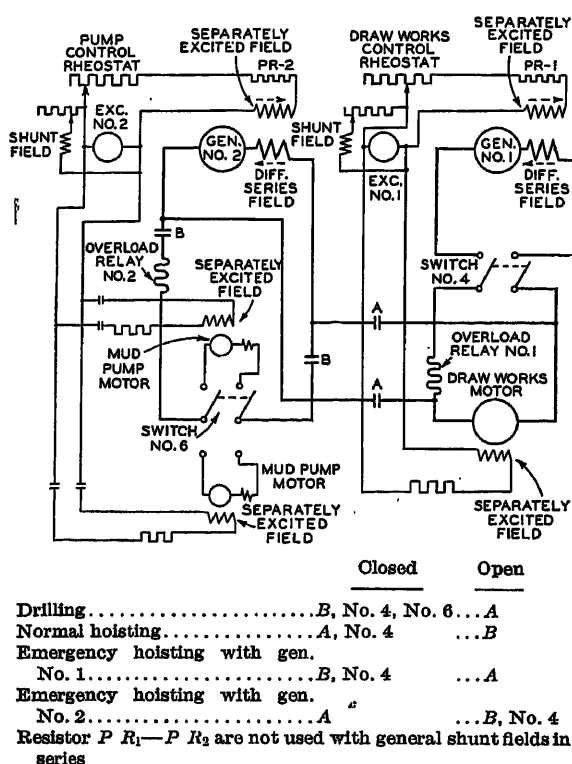 PUMP
CONTROL
RHEOSTAT
SEPARATELY
EXCITED FIELD
PR-2
DRAW WORKS
CONTROL
RHEOSTAT
SEPARATELY
EXCITED
FIELD
PR-1
EXC.
NO.2
SHUNT
FIELD
GEN.
NO. 2
DIFF.
SERIES
FIELD
SHUNT
FIELD
EXC.
NO.1
GEN.
NO.1
DIFF.
SERIES
FIELD
B
OVERLOAD
RELAY
NO.2
SEPARATELY
EXCITED
FIELD
MUD
PUMP
MOTOR
SWITCH
NO.4
A
B
A
OVERLOAD
RELAY NO.1
DRAW WORKS
MOTOR
SWITCH
NO.6
MUD PUMP
MOTOR
SEPARATELY
EXCITED
FIELD
SEPARATELY
EXCITED
FIELD
Closed Open
Drilling.......................B, No. 4, No. 6...A
Normal hoisting................A, No. 4 ...B
Emergency hoisting with gen.
No. 1........................B, No. 4 ...A
Emergency hoisting with gen.
No. 2........................A ...B, No. 4
Resistor P R1—P R2 are not used with general shunt fields in
series